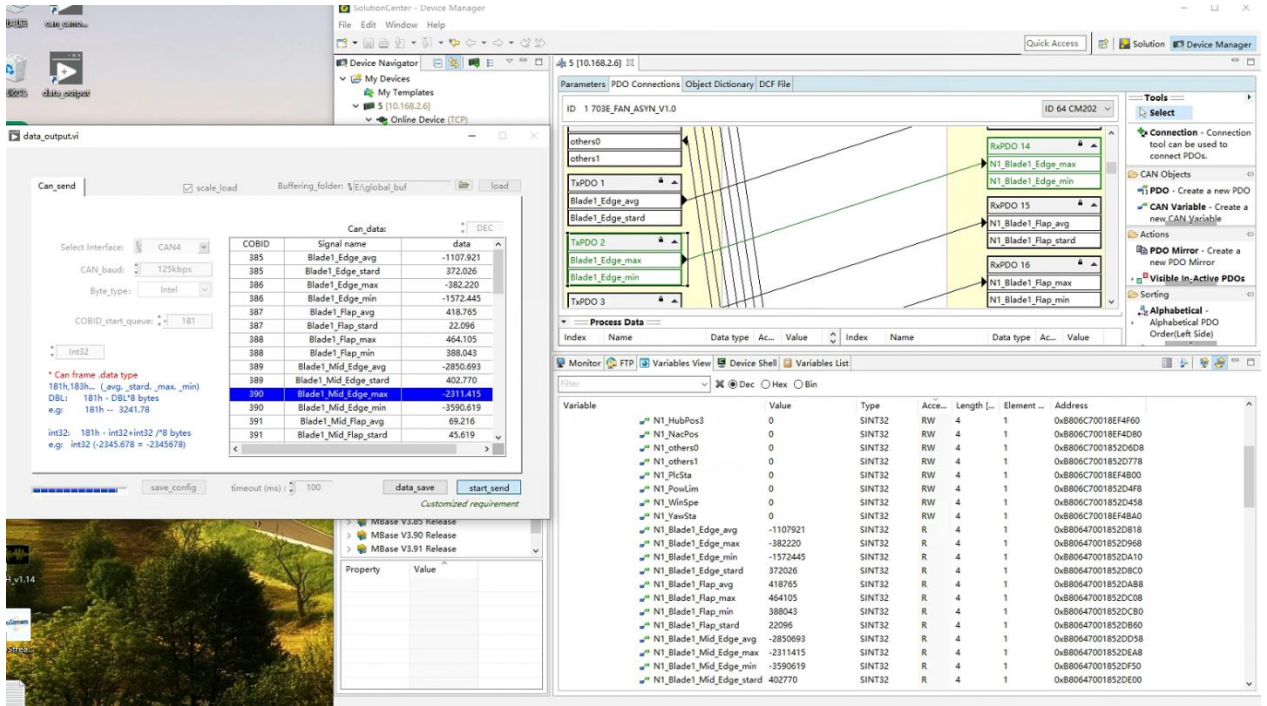 SolutionCenter - Device Manager
File Edit Window Help
Quick Access
Solution
Device Manager
data_output
Device Navigator
My Devices
My Templates
5 [10.168.2.6]
Online Device (TCP)
5 [10.168.2.6]
Parameters PDO Connections Object Dictionary DCF File
ID 1 703E_FAN_ASYN_V1.0
ID 64 CM202
others0
others1
TxPDO 1
Blade1_Edge_avg
Blade1_Edge_stard
TxPDO 2
Blade1_Edge_max
Blade1_Edge_min
TxPDO 3
RxPDO 14
N1_Blade1_Edge_max
N1_Blade1_Edge_min
RxPDO 15
N1_Blade1_Flap_avg
N1_Blade1_Flap_stard
RxPDO 16
N1_Blade1_Flap_max
N1_Blade1_Flap_min
Tools
Select
Connection - Connection
tool can be used to
connect PDOs.
CAN Objects
PDO - Create a new PDO
CAN Variable - Create a
new CAN Variable
Actions
PDO Mirror - Create a
new PDO Mirror
Visible In-Active PDOs
Sorting
Alphabetical -
Alphabetical PDO
Order(Left Side)
Process Data
Index Name Data type Ac... Value Index Name Data type Ac... Value
data_output.vi
Can_send
scale_load
Buffering_folder: E:\global_buf
load
Can_data:
DEC
Select Interface: CAN4
CAN_baud: 125kbps
Byte_type: Intel
COBID_start_queue: x 181
Int32
* Can frame .data type
181h,183h... (_avg. _stard. _max. _min)
DBL: 181h - DBL*8 bytes
e.g: 181h -- 3241.78
int32: 181h - int32+int32 /*8 bytes
e.g: int32 (-2345.678 = -2345678)
COBID Signal name data
385 Blade1_Edge_avg -1107.921
385 Blade1_Edge_stard 372.026
386 Blade1_Edge_max -382.220
386 Blade1_Edge_min -1572.445
387 Blade1_Flap_avg 418.765
387 Blade1_Flap_stard 22.096
388 Blade1_Flap_max 464.105
388 Blade1_Flap_min 388.043
389 Blade1_Mid_Edge_avg -2850.693
389 Blade1_Mid_Edge_stard 402.770
390 Blade1_Mid_Edge_max -2311.415
390 Blade1_Mid_Edge_min -3590.619
391 Blade1_Mid_Flap_avg 69.216
391 Blade1_Mid_Flap_stard 45.619
save_config
timeout (ms) : 100
data_save
start_send
Customized requirement
MBase V3.85 Release
MBase V3.90 Release
MBase V3.91 Release
Property Value
Monitor FTP Variables View Device Shell Variables List
Filter
Dec Hex Bin
Variable Value Type Acce... Length [... Element ... Address
N1_HubPos3 0 SINT32 RW 4 1 0xB806C70018EF4F60
N1_NacPos 0 SINT32 RW 4 1 0xB806C70018EF4D80
N1_others0 0 SINT32 RW 4 1 0xB806C7001852D6D8
N1_others1 0 SINT32 RW 4 1 0xB806C7001852D778
N1_PlcSta 0 SINT32 RW 4 1 0xB806C70018EF4B00
N1_PowLim 0 SINT32 RW 4 1 0xB806C7001852D4F8
N1_WinSpe 0 SINT32 RW 4 1 0xB806C7001852D458
N1_YawSta 0 SINT32 RW 4 1 0xB806C70018EF4BA0
N1_Blade1_Edge_avg -1107921 SINT32 R 4 1 0xB80647001852D818
N1_Blade1_Edge_max -382220 SINT32 R 4 1 0xB80647001852D968
N1_Blade1_Edge_min -1572445 SINT32 R 4 1 0xB80647001852DA10
N1_Blade1_Edge_stard 372026 SINT32 R 4 1 0xB80647001852D8C0
N1_Blade1_Flap_avg 418765 SINT32 R 4 1 0xB80647001852DAB8
N1_Blade1_Flap_max 464105 SINT32 R 4 1 0xB80647001852DC08
N1_Blade1_Flap_min 388043 SINT32 R 4 1 0xB80647001852DCB0
N1_Blade1_Flap_stard 22096 SINT32 R 4 1 0xB80647001852DB60
N1_Blade1_Mid_Edge_avg -2850693 SINT32 R 4 1 0xB80647001852DD58
N1_Blade1_Mid_Edge_max -2311415 SINT32 R 4 1 0xB80647001852DEA8
N1_Blade1_Mid_Edge_min -3590619 SINT32 R 4 1 0xB80647001852DF50
N1_Blade1_Mid_Edge_stard 402770 SINT32 R 4 1 0xB80647001852DE00